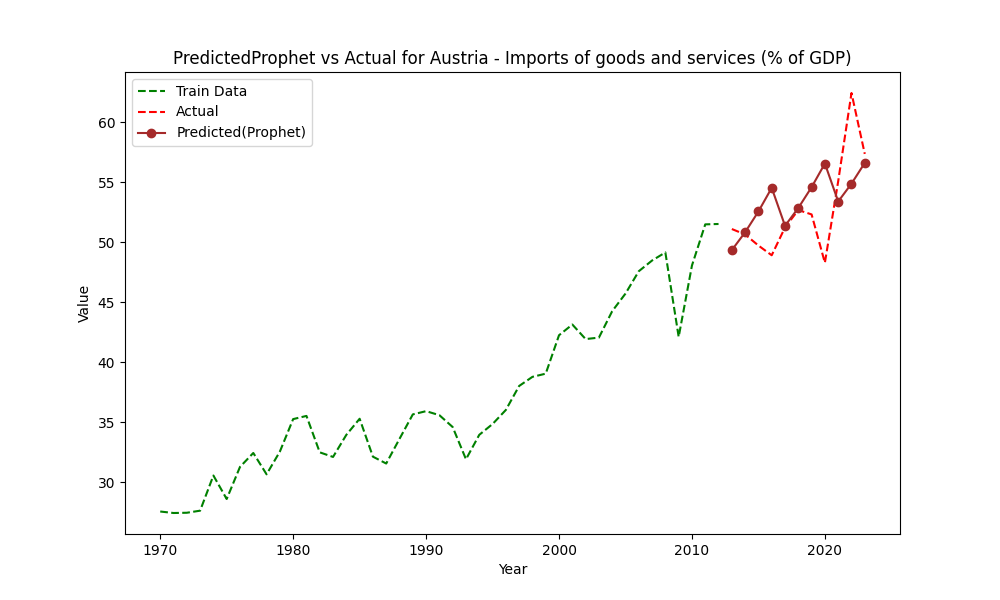 PredictedProphet vs Actual for Austria - Imports of goods and services (% of GDP)
Train Data
Actual
Predicted(Prophet)
Value
60
55
50
45
40
35
30
1970
1980
1990
2000
2010
2020
Year